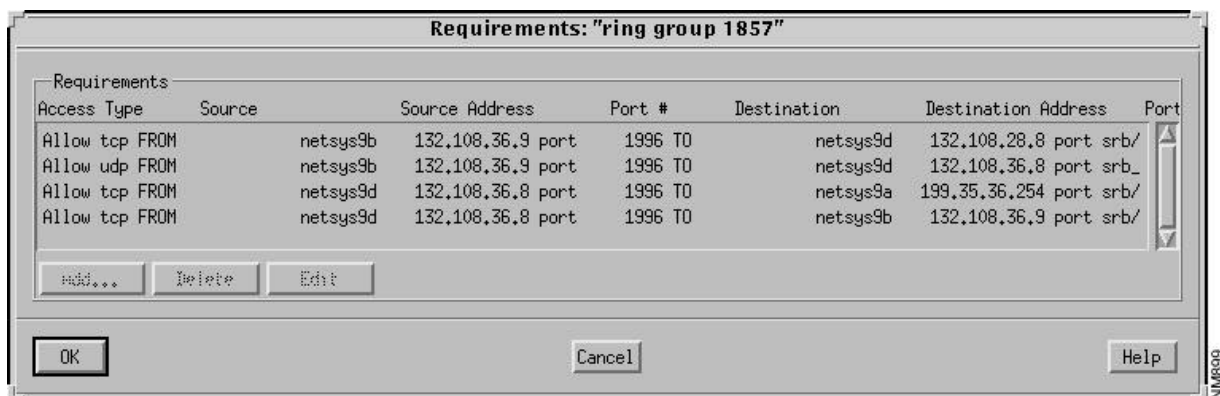 Requirements: "ring group 1857"
Requirements
Access Type Source Source Address Port # Destination Destination Address Port
Allow tcp FROM netsys9b 132.108.36.9 port 1996 TO netsys9d 132.108.28.8 port srb/
Allow udp FROM netsys9b 132.108.36.9 port 1996 TO netsys9d 132.108.36.8 port srb_
Allow tcp FROM netsys9d 132.108.36.8 port 1996 TO netsys9a 199.35.36.254 port srb/
Allow tcp FROM netsys9d 132.108.36.8 port 1996 TO netsys9b 132.108.36.9 port srb/
Add... Delete Edit
OK Cancel Help
NM899